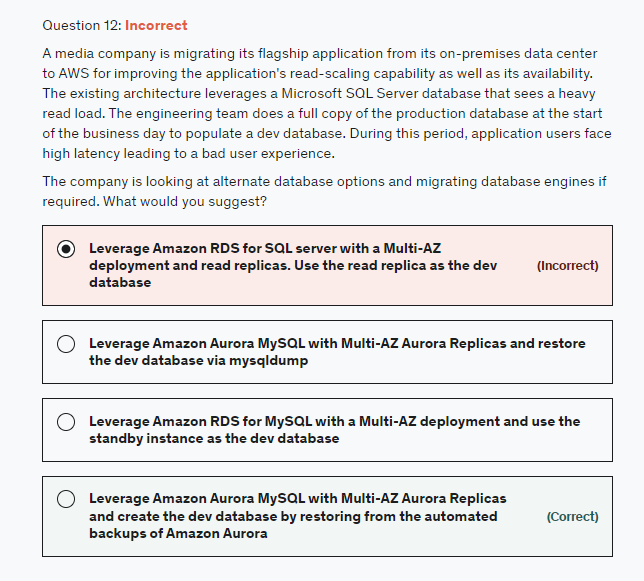 Question 12: Incorrect
A media company is migrating its flagship application from its on-premises data center
to AWS for improving the application's read-scaling capability as well as its availability.
The existing architecture leverages a Microsoft SQL Server database that sees a heavy
read load. The engineering team does a full copy of the production database at the start
of the business day to populate a dev database. During this period, application users face
high latency leading to a bad user experience.
The company is looking at alternate database options and migrating database engines if
required. What would you suggest?
Leverage Amazon RDS for SQL server with a Multi-AZ
deployment and read replicas. Use the read replica as the dev
database
(Incorrect)
Leverage Amazon Aurora MySQL with Multi-AZ Aurora Replicas and restore
the dev database via mysqldump
Leverage Amazon RDS for MySQL with a Multi-AZ deployment and use the
standby instance as the dev database
Leverage Amazon Aurora MySQL with Multi-AZ Aurora Replicas
and create the dev database by restoring from the automated
backups of Amazon Aurora
(Correct)